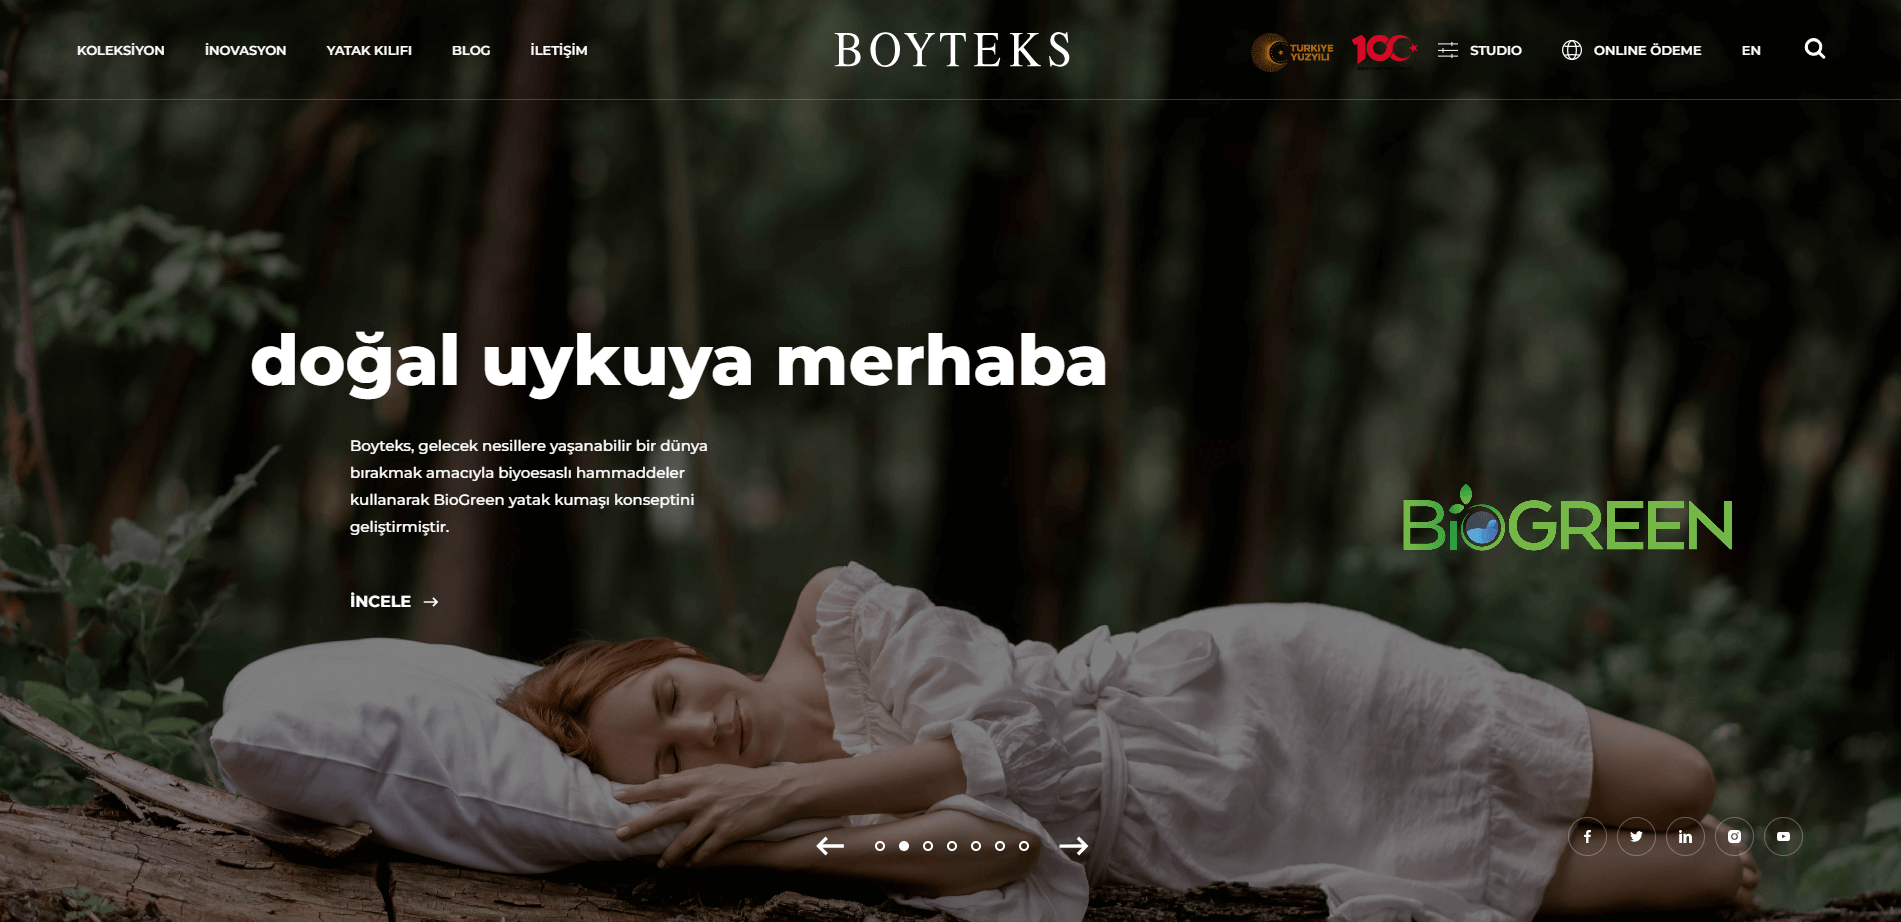 KOLEKSİYON
İNOVASYON
YATAK KILIFI
BLOG
İLETİŞİM
BOYTEKS
TÜRKİYE
YÜZYILI
100
STUDIO
ONLINE ÖDEME
EN
doğal uykuya merhaba
Boyteks, gelecek nesillere yaşanabilir bir dünya
bırakmak amacıyla biyoesaslı hammaddeler
kullanarak BioGreen yatak kumaşı konseptini
geliştirmiştir.
İNCELE
BiOGREEN